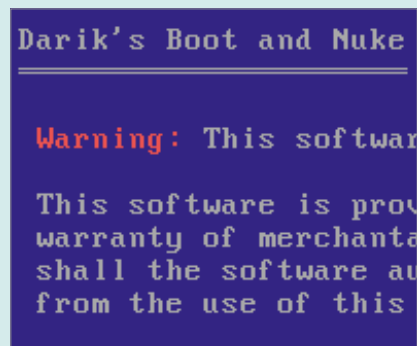 Darik's Boot and Nuke
Warning: This softwar
This software is prov
warranty of merchanta
shall the software au
from the use of this